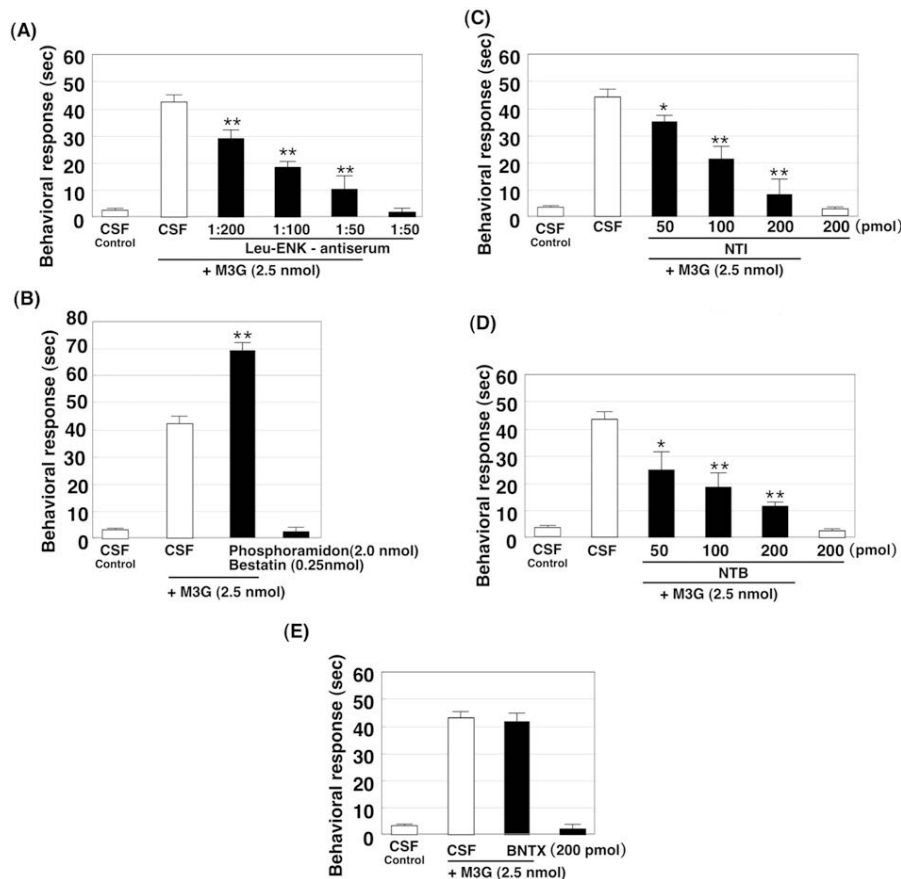 (A)
Behavioral response (sec)
60
50
40
30
20
10
0
**
**
**
CSF CSF 1:200 1:100 1:50 1:50
Control
Leu-ENK - antiserum
+ M3G (2.5 nmol)
(B)
Behavioral response (sec)
80
70
60
50
40
30
20
10
0
**
CSF CSF Phosphoramidon(2.0 nmol)
Control Bestatin (0.25nmol)
+ M3G (2.5 nmol)
(C)
Behavioral response (sec)
60
50
40
30
20
10
0
*
**
**
CSF CSF 50 100 200 200 (pmol)
Control
NTI
+ M3G (2.5 nmol)
(D)
Behavioral response (sec)
60
50
40
30
20
10
0
*
**
**
CSF CSF 50 100 200 200 (pmol)
Control
NTB
+ M3G (2.5 nmol)
(E)
Behavioral response (sec)
60
50
40
30
20
10
0
CSF CSF BNTX (200 pmol)
Control
+ M3G (2.5 nmol)